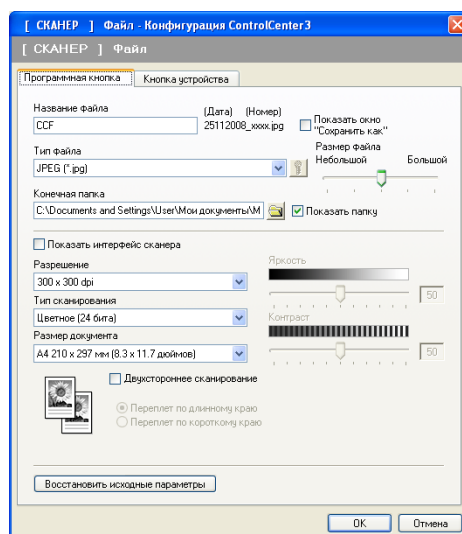 [ СКАНЕР ] Файл - Конфигурация ControlCenter3
[ СКАНЕР ] Файл
Программная кнопка Кнопка устройства
Название файла (Дата) (Номер)
CCF 25112008_xxxx.jpg Показать окно "Сохранить как"
Тип файла Размер файла
Небольшой Большой
JPEG (*.jpg)
Конечная папка
C:\Documents and Settings\User\Мои документы\M Показать папку
Показать интерфейс сканера
Разрешение Яркость
300 x 300 dpi 50
Тип сканирования
Цветное (24 бита) Контраст
Размер документа
A4 210 x 297 мм (8.3 x 11.7 дюймов) 50
Двухстороннее сканирование
Переплет по длинному краю
Переплет по короткому краю
Восстановить исходные параметры
OK Отмена